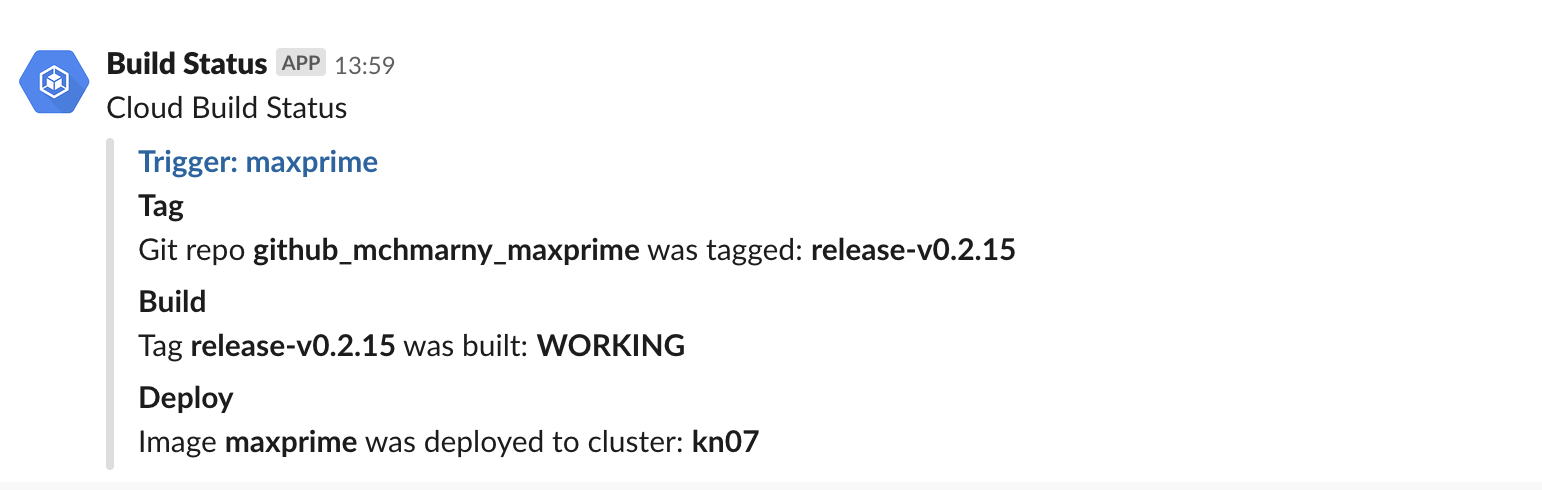 Build Status APP 13:59
Cloud Build Status
Trigger: maxprime
Tag
Git repo github_mchmarny_maxprime was tagged: release-v0.2.15
Build
Tag release-v0.2.15 was built: WORKING
Deploy
Image maxprime was deployed to cluster: kn07